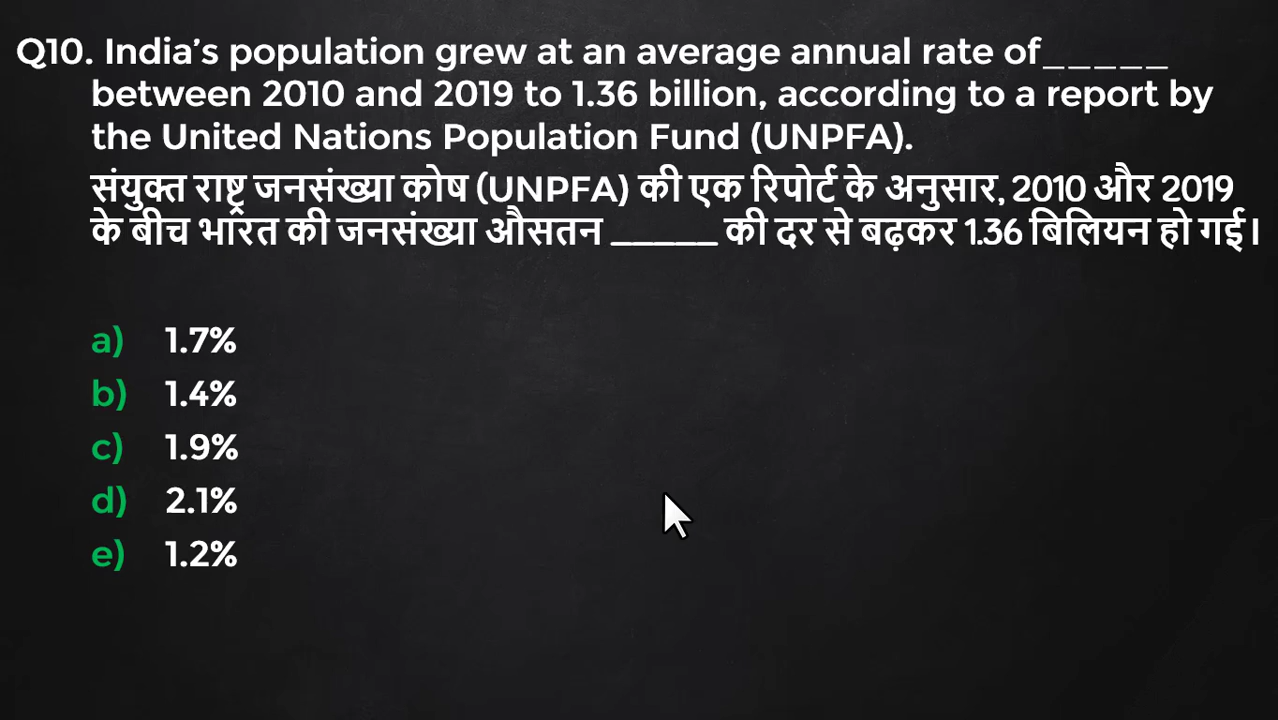 Q10. India’s population grew at an average annual rate of_____
between 2010 and 2019 to 1.36 billion, according to a report by
the United Nations Population Fund (UNPFA).
संयुक्त राष्ट्र जनसंख्या कोष (UNPFA) की एक रिपोर्ट के अनुसार, 2010 और 2019
के बीच भारत की जनसंख्या औसतन _____ की दर से बढ़कर 1.36 बिलियन हो गई।
a) 1.7%
b) 1.4%
c) 1.9%
d) 2.1%
e) 1.2%